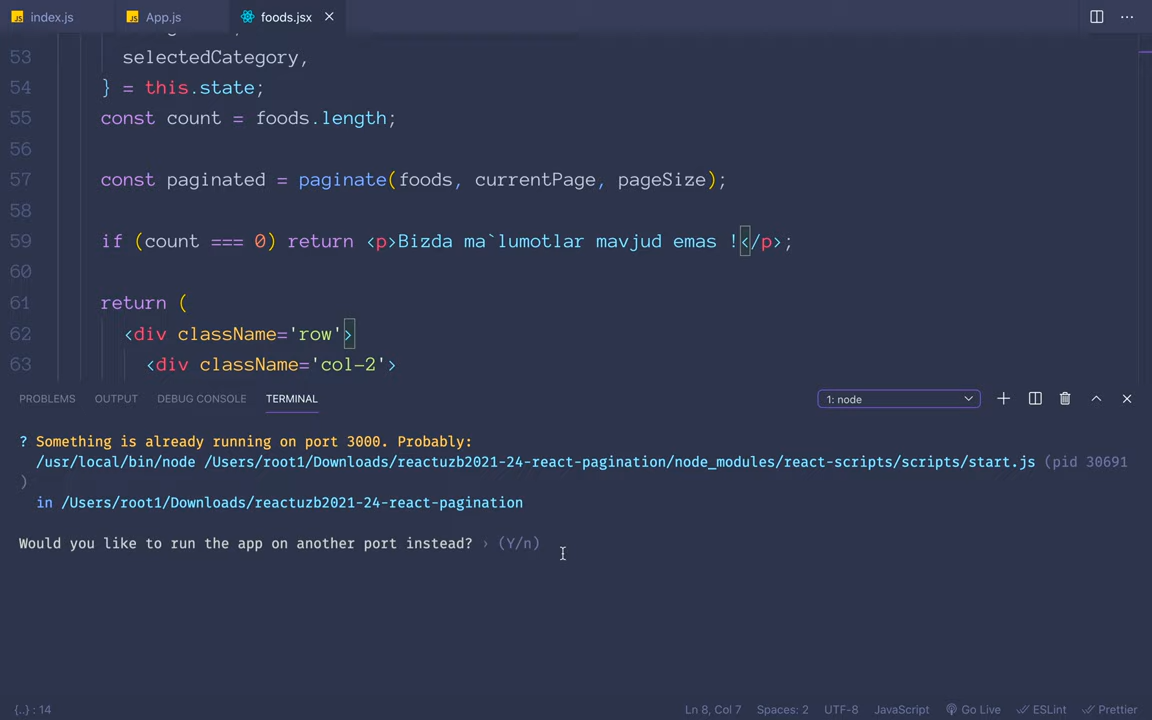 JS index.js JS App.js foods.jsx ×
53 selectedCategory,
54 } = this.state;
55 const count = foods.length;
56
57 const paginated = paginate(foods, currentPage, pageSize);
58
59 if (count === 0) return <p>Bizda ma`lumotlar mavjud emas !</p>;
60
61 return (
62 <div className='row'>
63 <div className='col-2'>
PROBLEMS OUTPUT DEBUG CONSOLE TERMINAL 1: node
? Something is already running on port 3000. Probably:
/usr/local/bin/node /Users/root1/Downloads/reactuzb2021-24-react-pagination/node_modules/react-scripts/scripts/start.js (pid 30691
)
in /Users/root1/Downloads/reactuzb2021-24-react-pagination
Would you like to run the app on another port instead? › (Y/n)
{..} : 14 Ln 8, Col 7 Spaces: 2 UTF-8 JavaScript Go Live ESLint Prettier